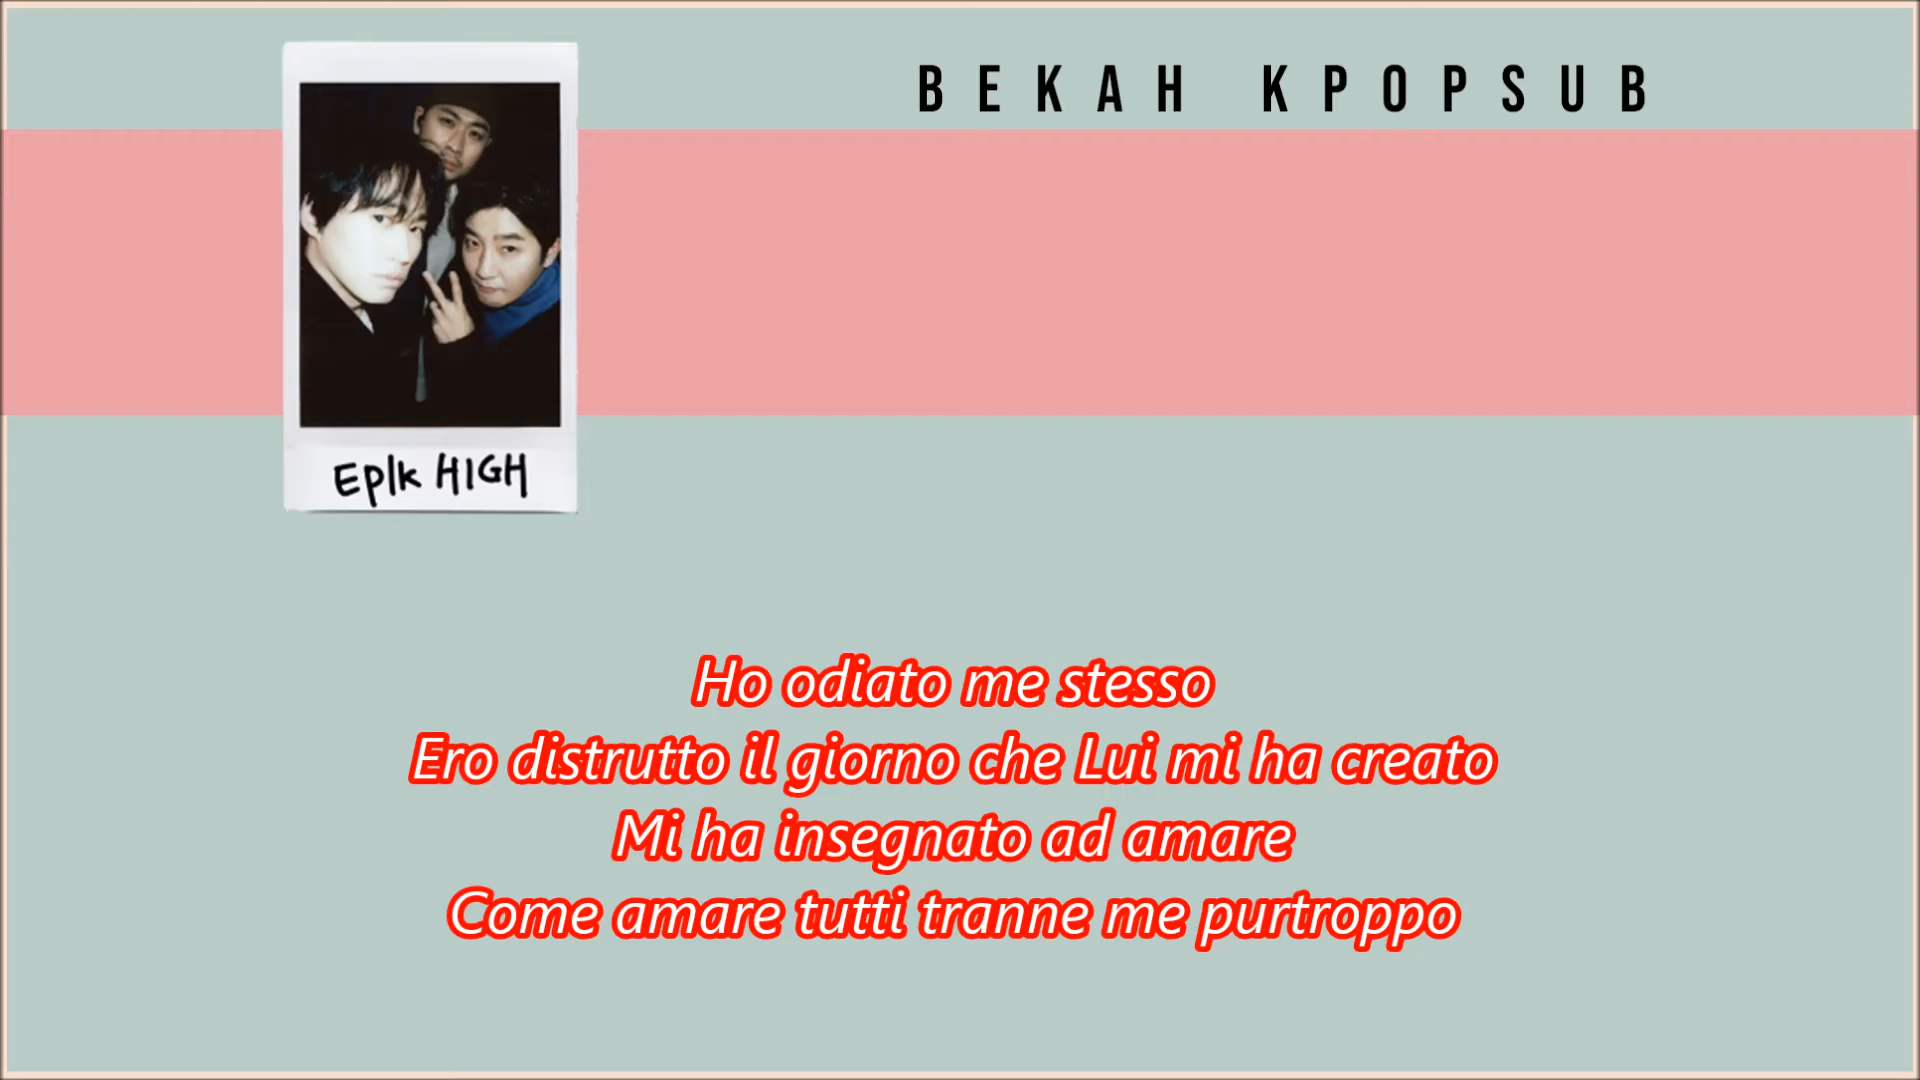 BEKAH KPOPSUB
EpIk HIGH
Ho odiato me stesso
Ero distrutto il giorno che Lui mi ha creato
Mi ha insegnato ad amare
Come amare tutti tranne me purtroppo